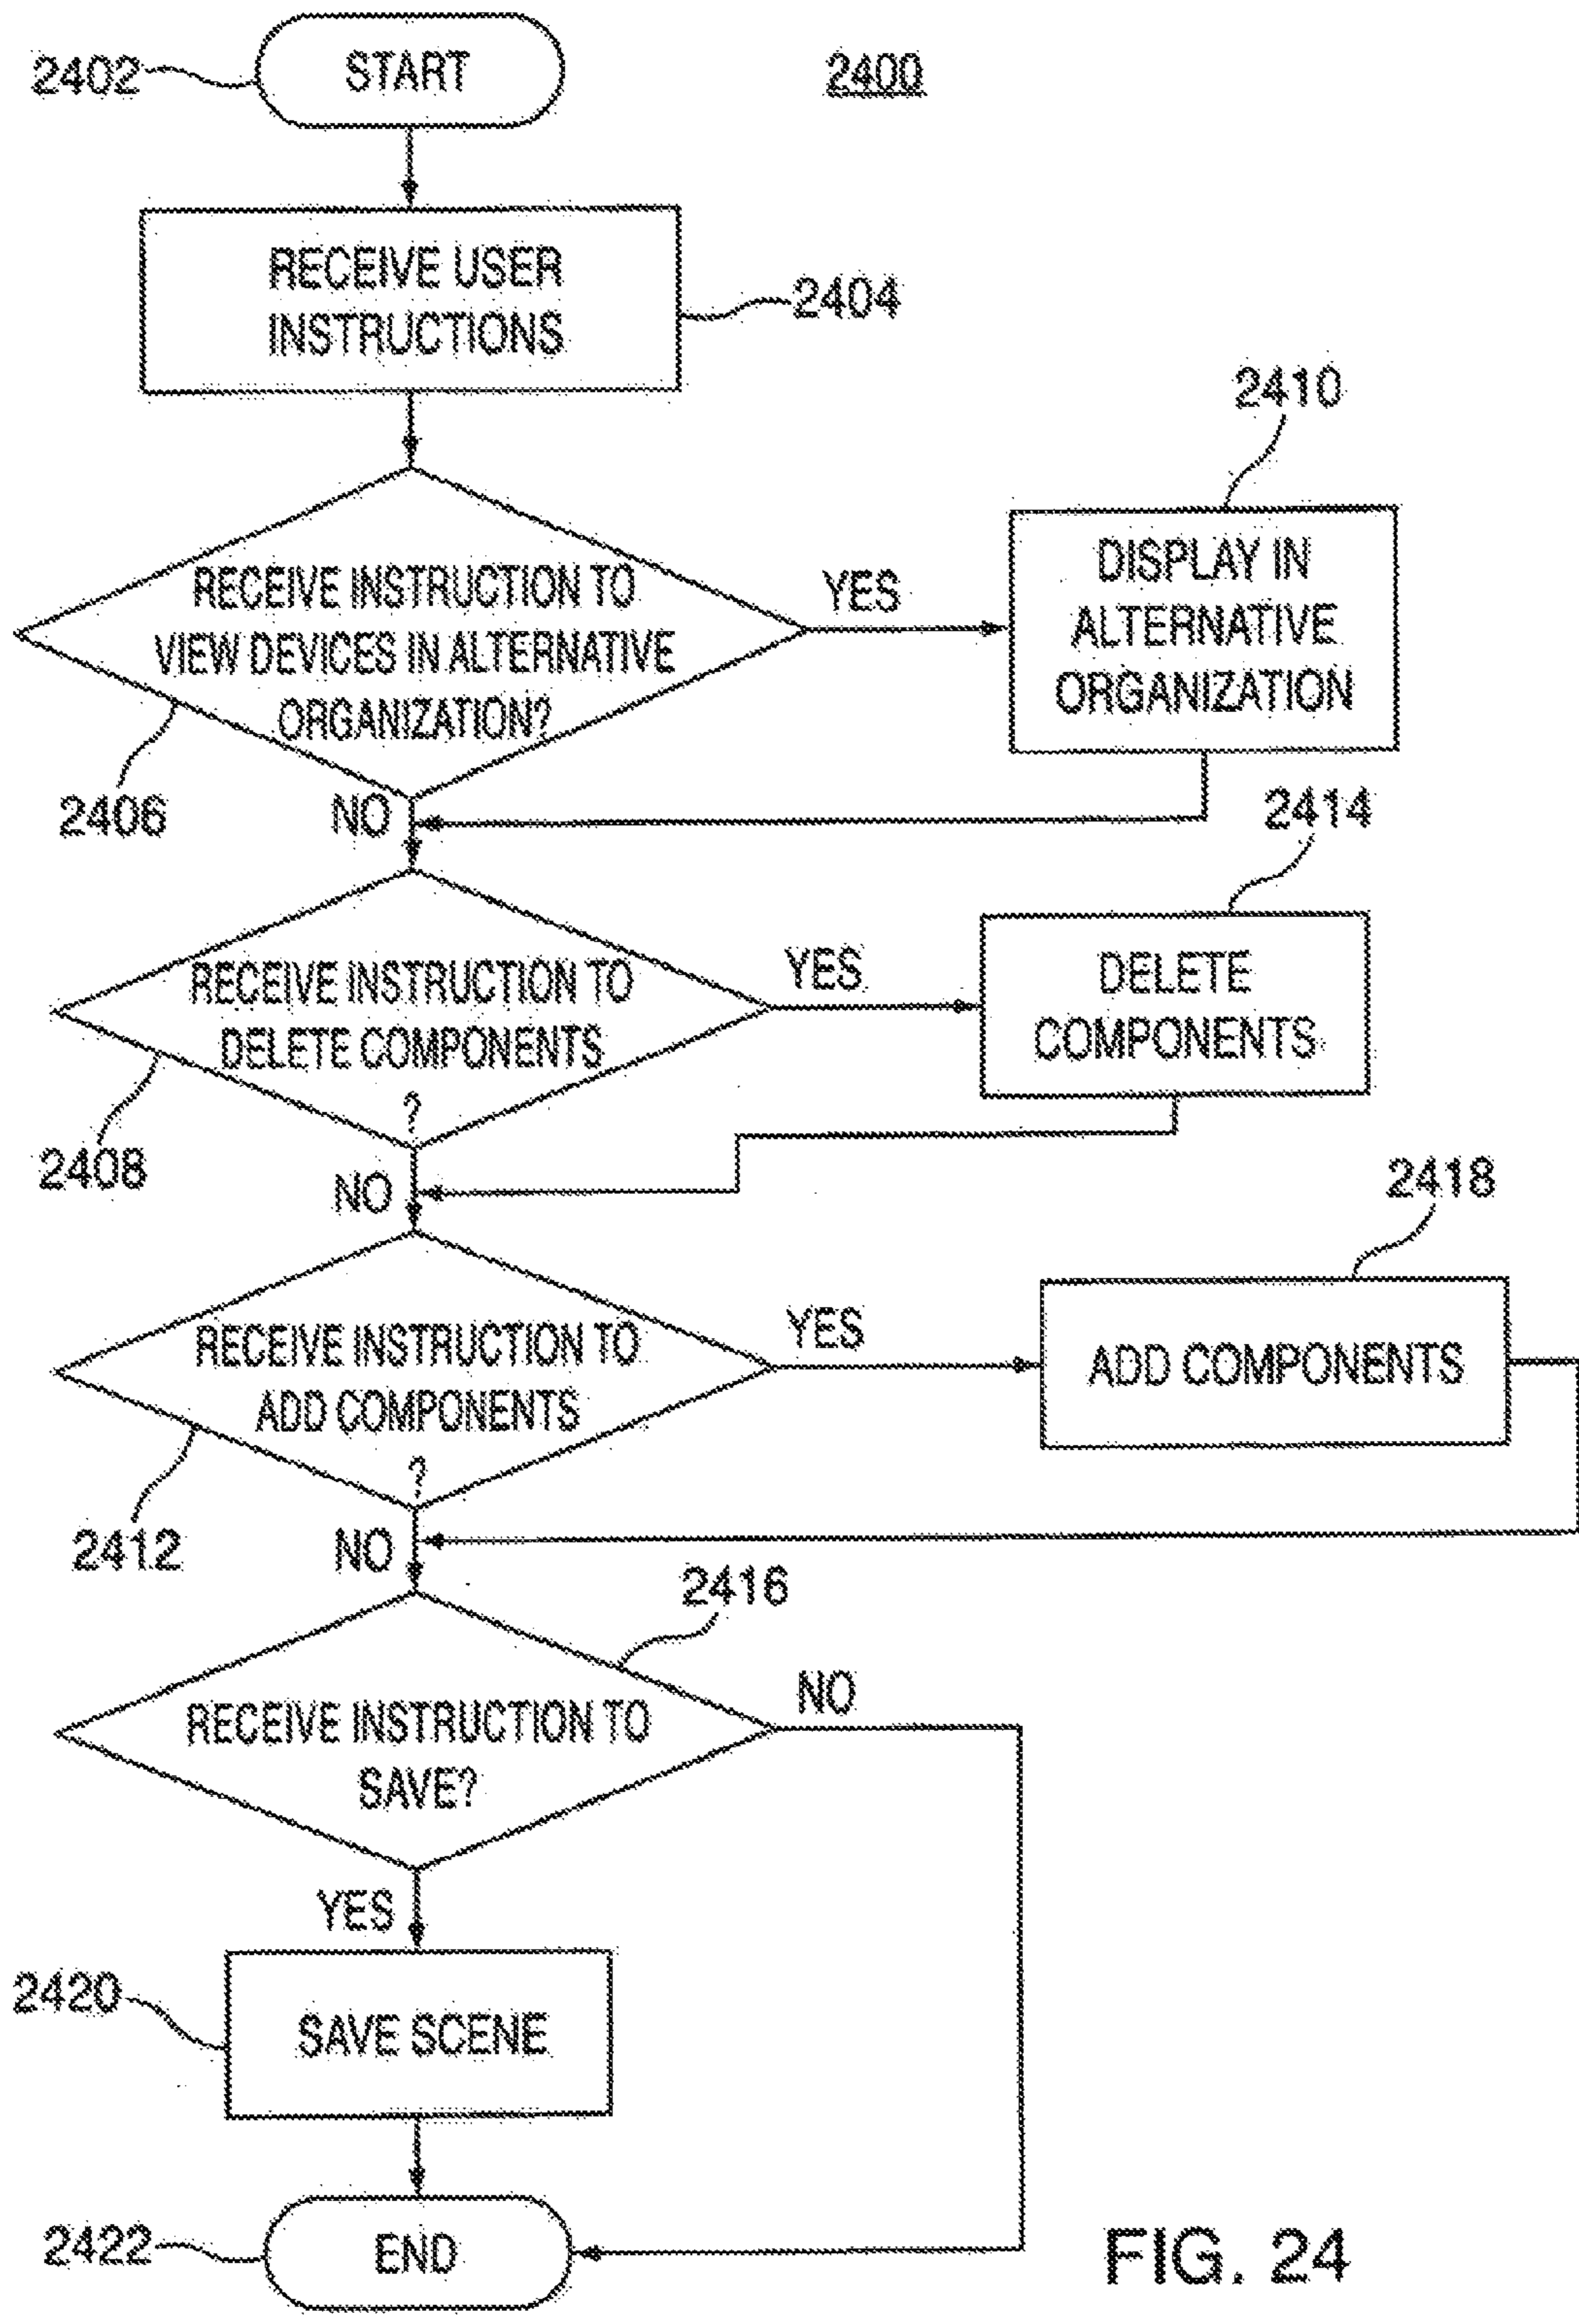 2402
START
2400
RECEIVE USER
INSTRUCTIONS
2404
2410
RECEIVE INSTRUCTION TO
VIEW DEVICES IN ALTERNATIVE
ORGANIZATION?
YES
DISPLAY IN
ALTERNATIVE
ORGANIZATION
2406
NO
2414
RECEIVE INSTRUCTION TO
DELETE COMPONENTS
?
YES
DELETE
COMPONENTS
2408
NO
2418
RECEIVE INSTRUCTION TO
ADD COMPONENTS
?
YES
ADD COMPONENTS
2412
NO
2416
RECEIVE INSTRUCTION TO
SAVE?
NO
YES
2420
SAVE SCENE
2422
END
FIG. 24